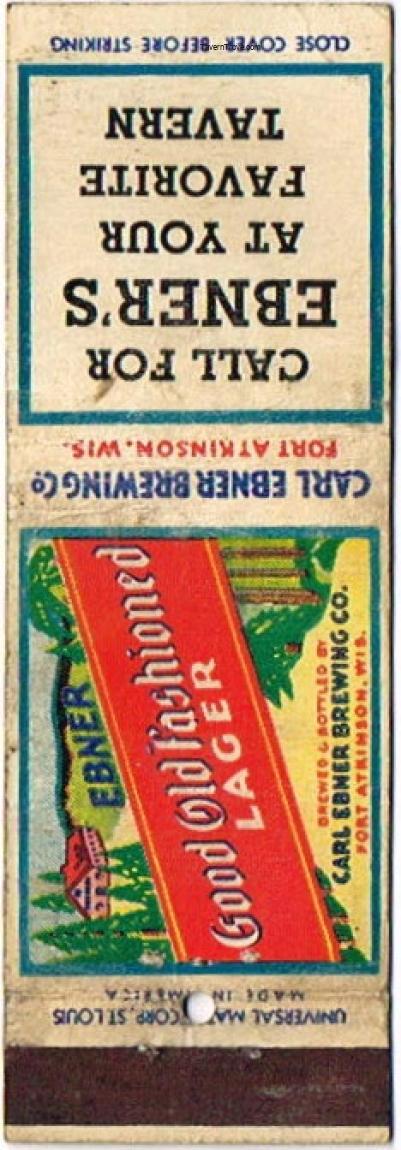 UNIVERSAL MATCH CORP., ST. LOUIS
MADE IN AMERICA
EBNER
Good Old Fashioned
LAGER
BREWED & BOTTLED BY
CARL EBNER BREWING CO.
FORT ATKINSON, WIS.
CARL EBNER BREWING CO
FORT ATKINSON, WIS.
CALL FOR
EBNER'S
AT YOUR
FAVORITE
TAVERN
CLOSE COVER BEFORE STRIKING